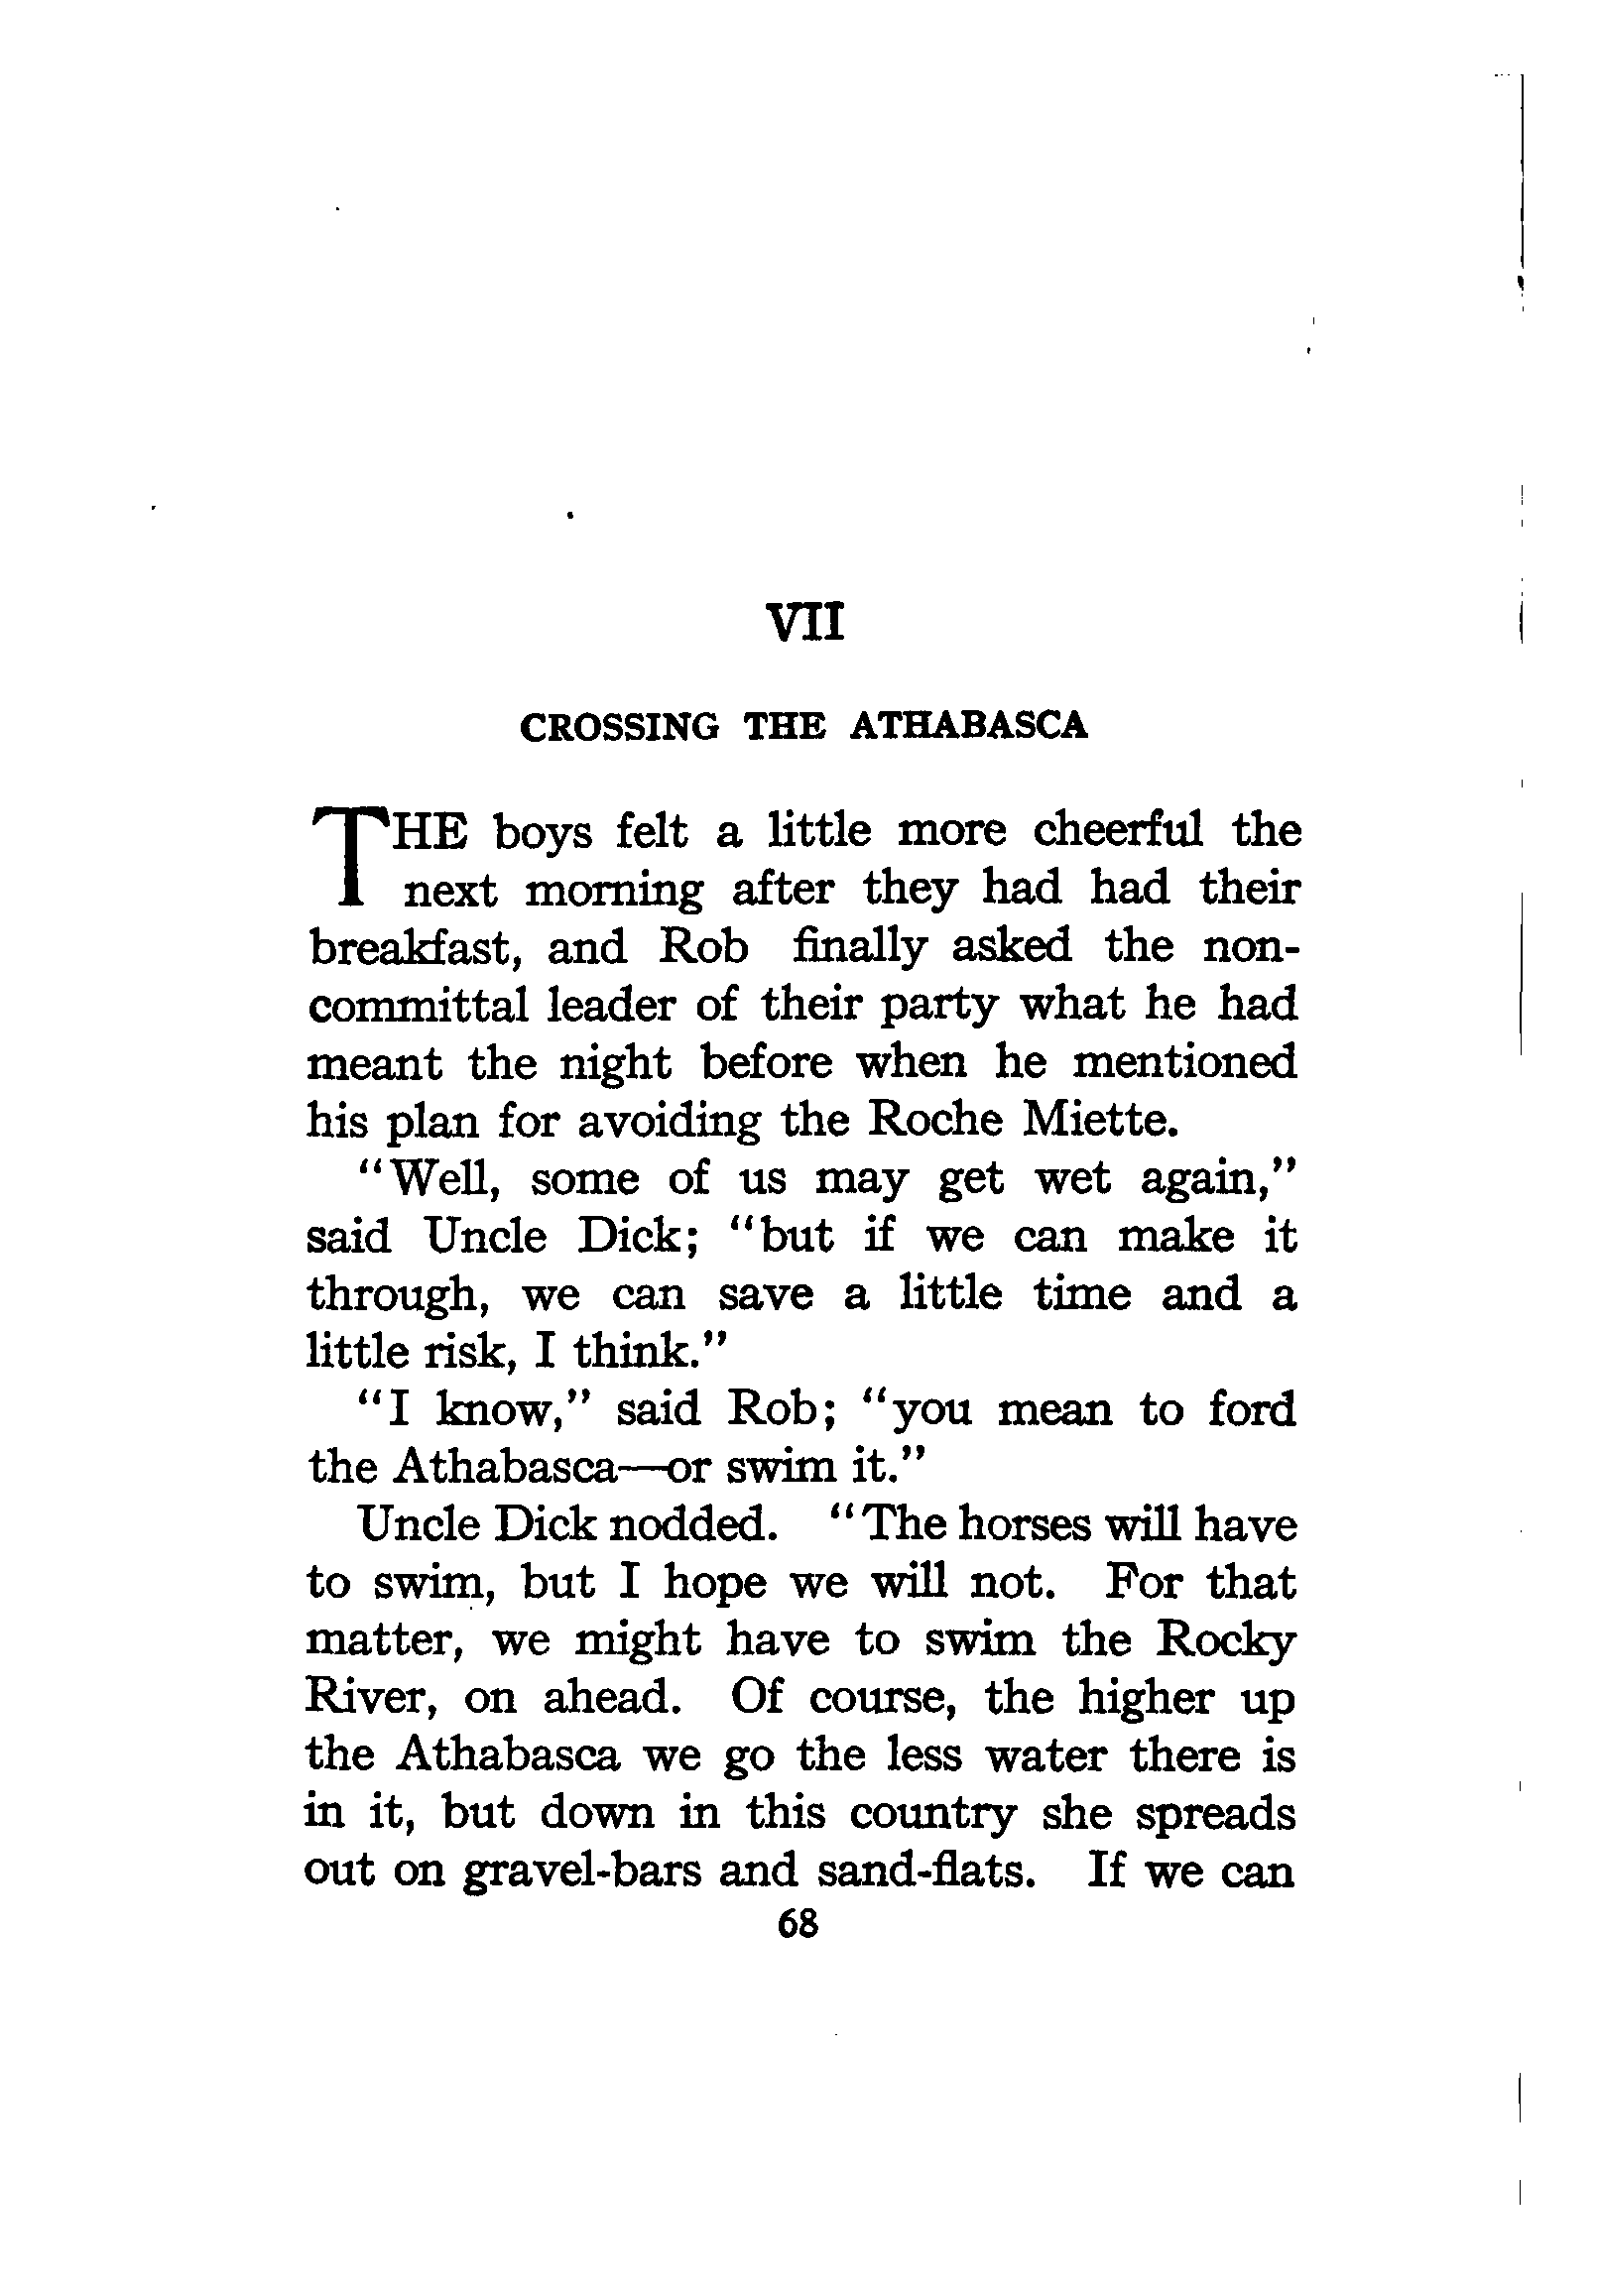 VII
CROSSING THE ATHABASCA
THE boys felt a little more cheerful the
next morning after they had had their
breakfast, and Rob finally asked the non-
committal leader of their party what he had
meant the night before when he mentioned
his plan for avoiding the Roche Miette.
"Well, some of us may get wet again,"
said Uncle Dick; "but if we can make it
through, we can save a little time and a
little risk, I think."
"I know," said Rob; "you mean to ford
the Athabasca—or swim it."
Uncle Dick nodded. "The horses will have
to swim, but I hope we will not. For that
matter, we might have to swim the Rocky
River, on ahead. Of course, the higher up
the Athabasca we go the less water there is
in it, but down in this country she spreads
out on gravel-bars and sand-flats. If we can
68